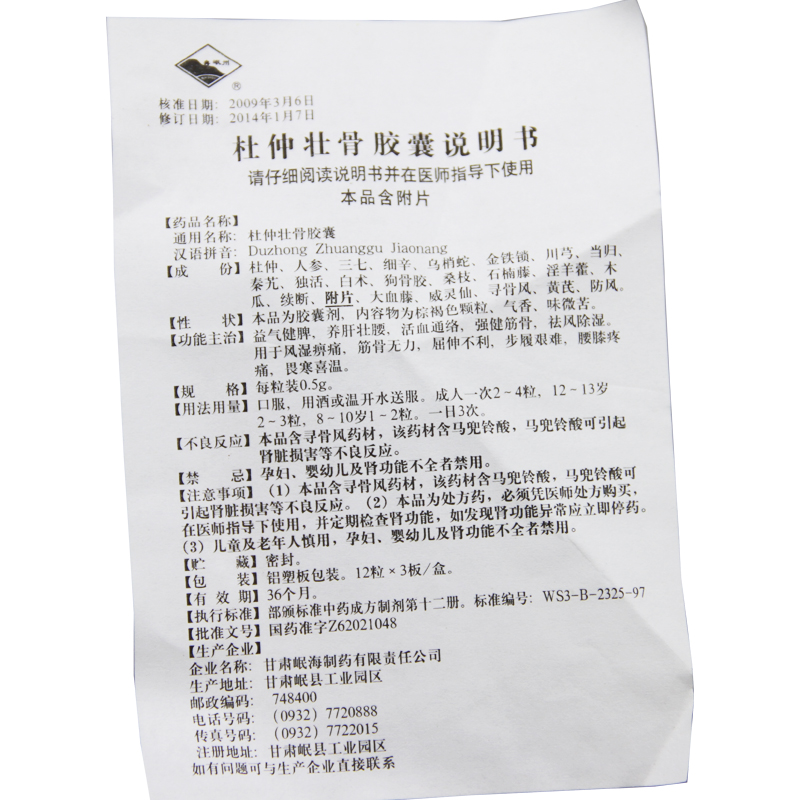 ®
核准日期：2009年3月6日
修订日期：2014年1月7日
杜仲壮骨胶囊说明书
请仔细阅读说明书并在医师指导下使用
本品含附片
【药品名称】
通用名称：杜仲壮骨胶囊
汉语拼音：Duzhong Zhuanggu Jiaonang
【成　份】杜仲、人参、三七、细辛、乌梢蛇、金铁锁、川芎、当归、
秦艽、独活、白术、狗骨胶、桑枝、石楠藤、淫羊藿、木
瓜、续断、附片、大血藤、威灵仙、寻骨风、黄芪、防风。
【性　状】本品为胶囊剂，内容物为棕褐色颗粒，气香、味微苦。
【功能主治】益气健脾，养肝壮腰，活血通络，强健筋骨，祛风除湿。
用于风湿痹痛，筋骨无力，屈伸不利，步履艰难，腰膝疼
痛，畏寒喜温。
【规　格】每粒装0.5g。
【用法用量】口服，用酒或温开水送服。成人一次2～4粒，12～13岁
2～3粒，8～10岁1～2粒。一日3次。
【不良反应】本品含寻骨风药材，该药材含马兜铃酸，马兜铃酸可引起
肾脏损害等不良反应。
【禁　忌】孕妇、婴幼儿及肾功能不全者禁用。
【注意事项】（1）本品含寻骨风药材，该药材含马兜铃酸，马兜铃酸可
引起肾脏损害等不良反应。（2）本品为处方药，必须凭医师处方购买，
在医师指导下使用，并定期检查肾功能，如发现肾功能异常应立即停药。
（3）儿童及老年人慎用，孕妇、婴幼儿及肾功能不全者禁用。
【贮　藏】密封。
【包　装】铝塑板包装。12粒×3板/盒。
【有 效 期】36个月。
【执行标准】部颁标准中药成方制剂第十二册。标准编号：WS3-B-2325-97
【批准文号】国药准字Z62021048
【生产企业】
企业名称：甘肃岷海制药有限责任公司
生产地址：甘肃岷县工业园区
邮政编码：748400
电话号码：（0932）7720888
传真号码：（0932）7722015
注册地址：甘肃岷县工业园区
如有问题可与生产企业直接联系